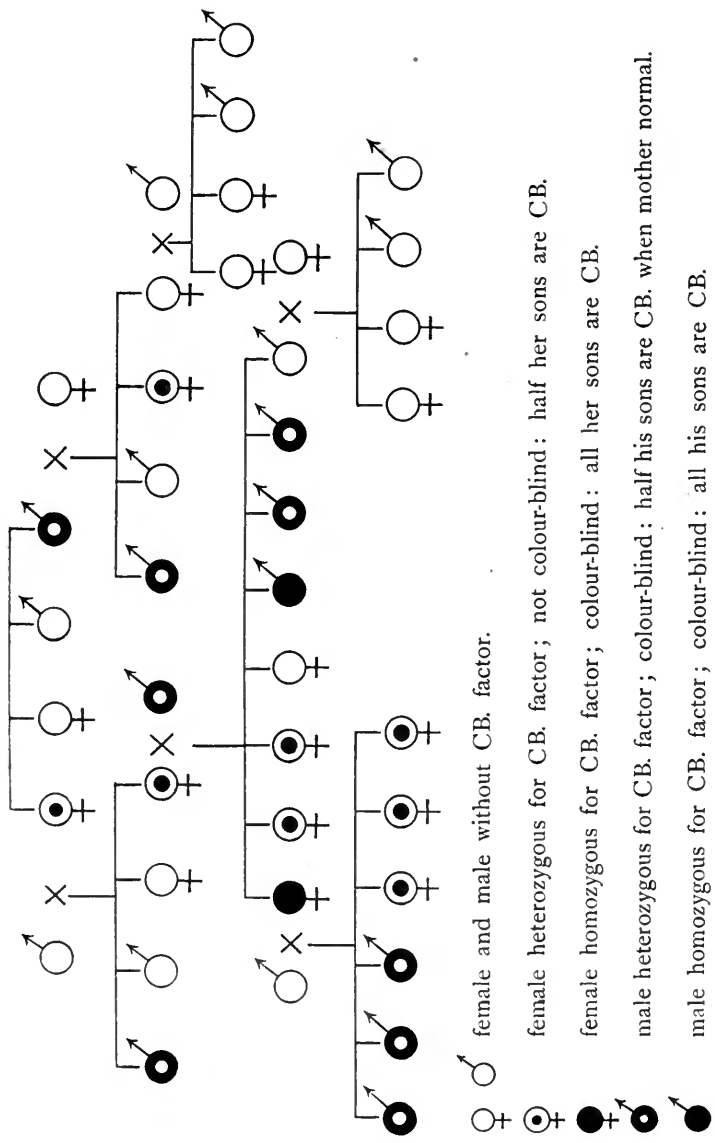 female and male without CB. factor.
female heterozygous for CB. factor; not colour-blind: half her sons are CB.
female homozygous for CB. factor; colour-blind: all her sons are CB.
male heterozygous for CB. factor; colour-blind: half his sons are CB. when mother normal.
male homozygous for CB. factor; colour-blind: all his sons are CB.